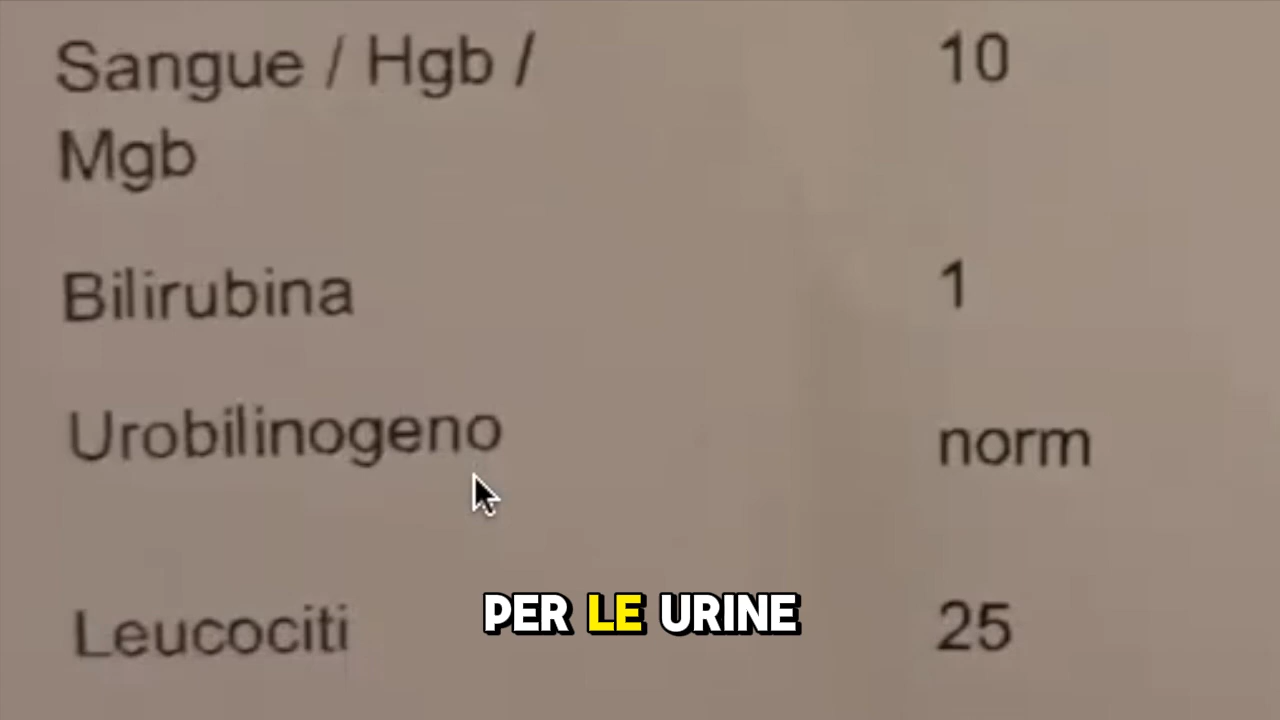 Sangue / Hgb / 10
Mgb
Bilirubina 1
Urobilinogeno norm
Leucociti 25
PER LE URINE